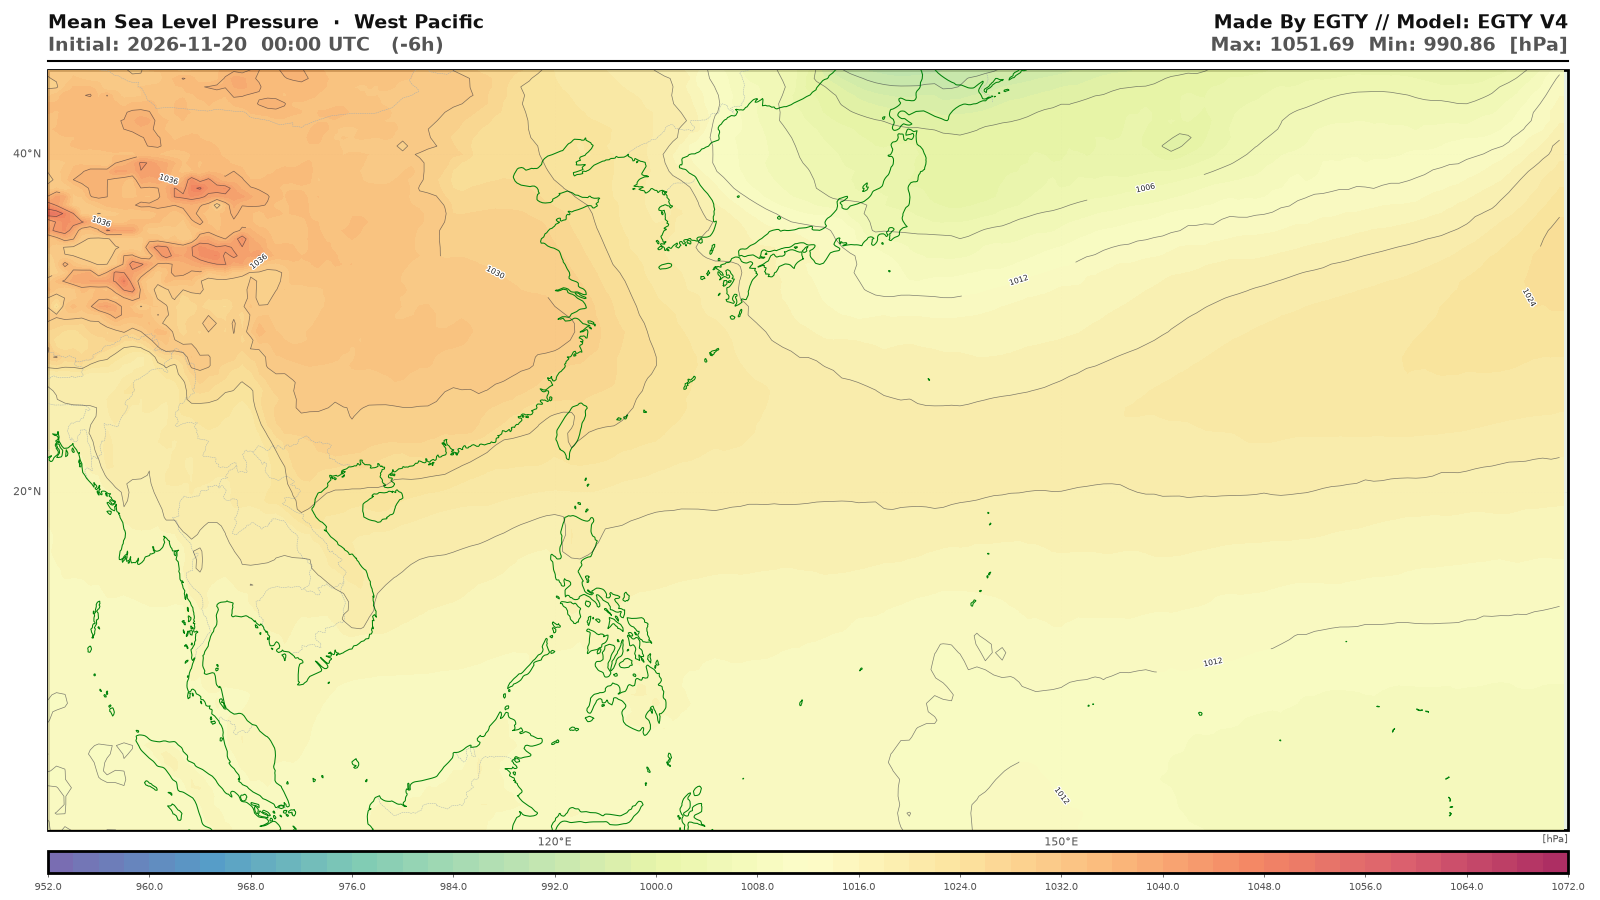 Mean Sea Level Pressure · West Pacific
Made By EGTY // Model: EGTY V4
Initial: 2026-11-20 00:00 UTC (-6h)
Max: 1051.69 Min: 990.86 [hPa]
40°N
1036
1006
1036
1036
1030
1012
1024
20°N
1012
1012
120°E
150°E
[hPa]
952.0 960.0 968.0 976.0 984.0 992.0 1000.0 1008.0 1016.0 1024.0 1032.0 1040.0 1048.0 1056.0 1064.0 1072.0